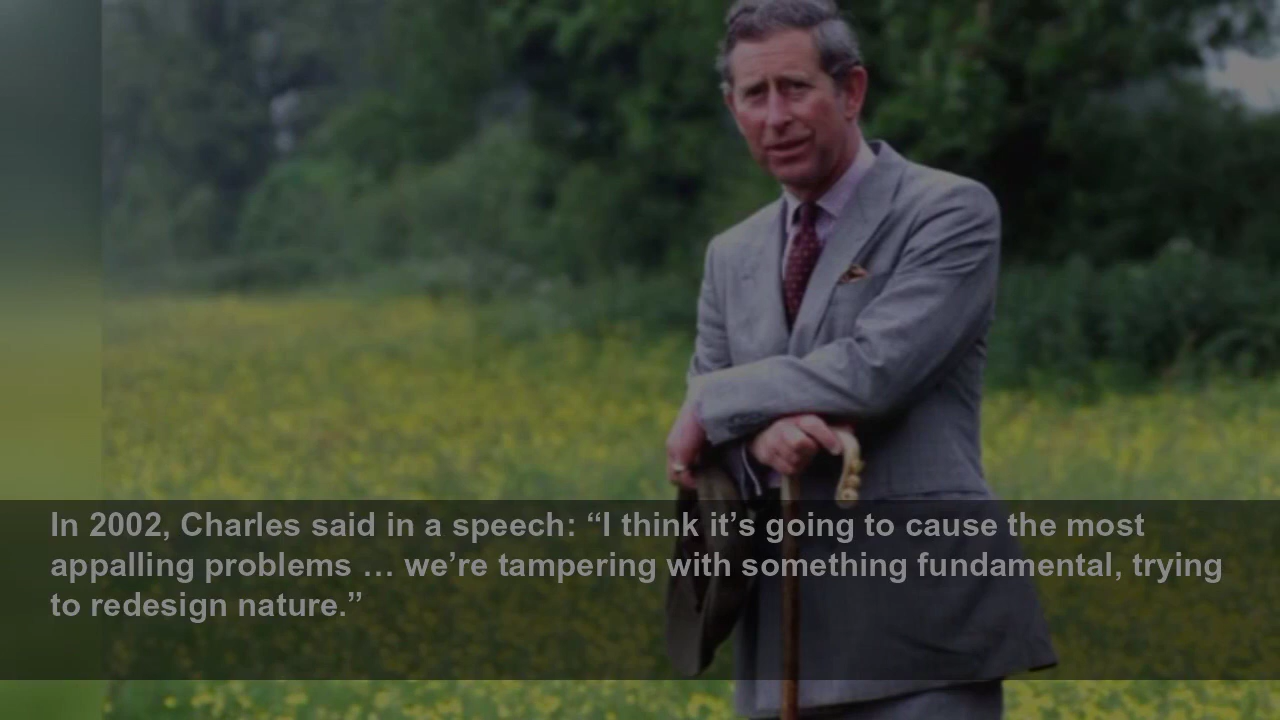 In 2002, Charles said in a speech: “I think it’s going to cause the most
appalling problems … we’re tampering with something fundamental, trying
to redesign nature.”